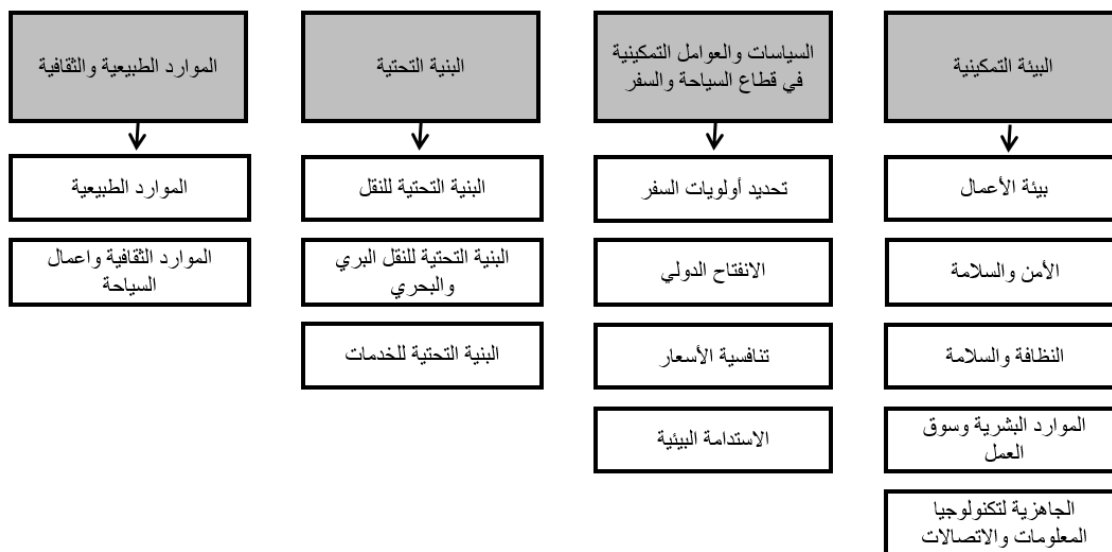 البيئة التمكينية
السياسات والعوامل التمكينية
في قطاع السياحة والسفر
البنية التحتية
الموارد الطبيعية والثقافية
بيئة الأعمال
الأمن والسلامة
النظافة والسلامة
الموارد البشرية وسوق
العمل
الجاهزية لتكنولوجيا
المعلومات والاتصالات
تحديد أولويات السفر
الانفتاح الدولي
تنافسية الأسعار
الاستدامة البيئية
البنية التحتية للنقل
البنية التحتية للنقل البري
والبحري
البنية التحتية للخدمات
الموارد الطبيعية
الموارد الثقافية واعمال
السياحة